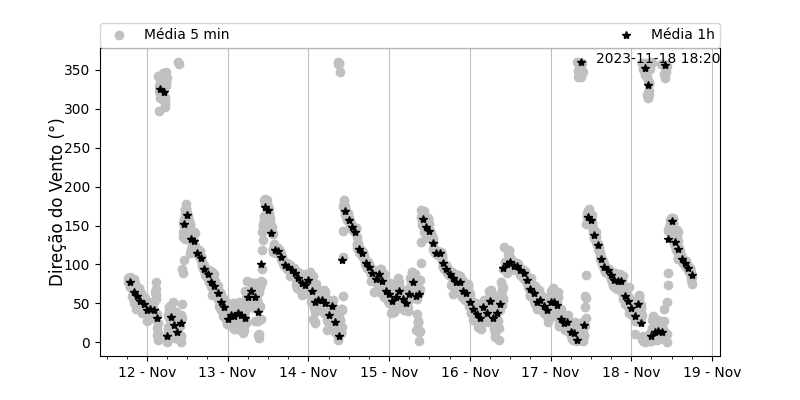 Média 5 min
Média 1h
2023-11-18 18:20
Direção do Vento (°)
350
300
250
200
150
100
50
0
12 - Nov
13 - Nov
14 - Nov
15 - Nov
16 - Nov
17 - Nov
18 - Nov
19 - Nov